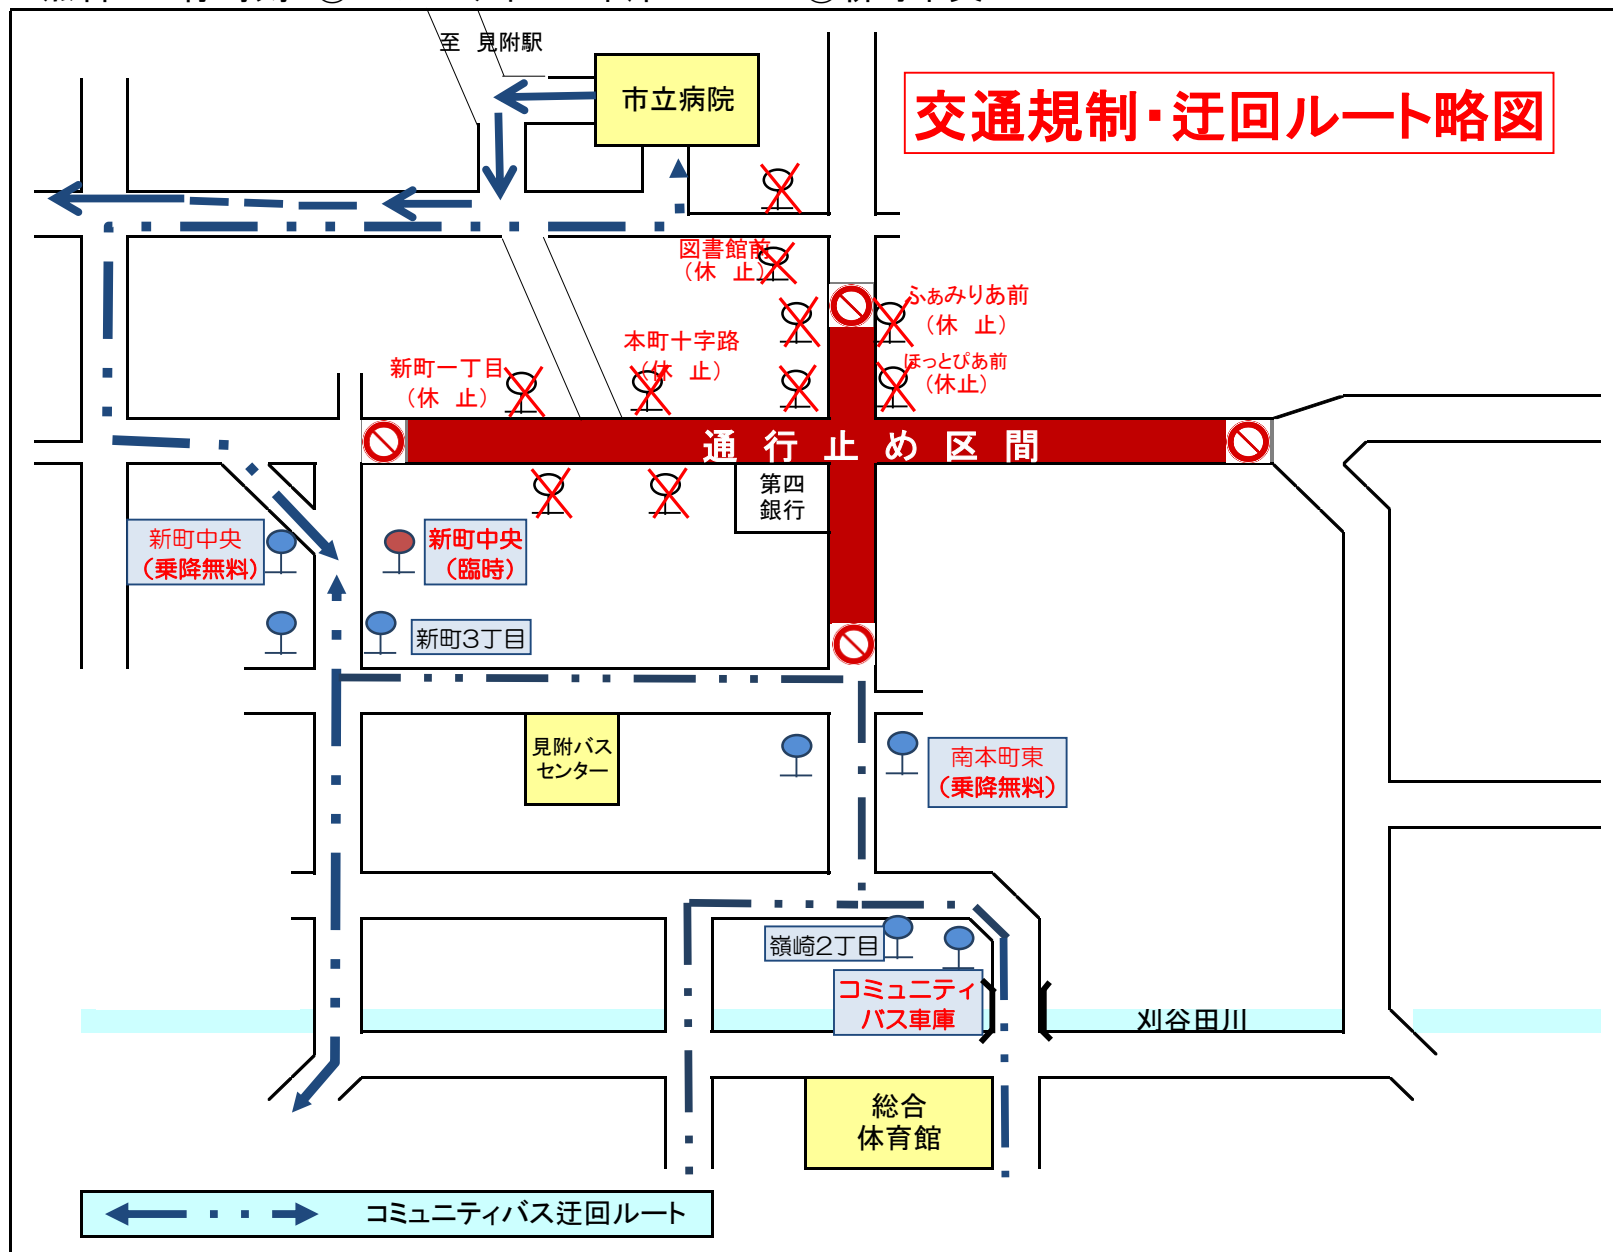 至 見附駅
市立病院
交通規制・迂回ルート略図
図書館前
（休 止）
ふぁみりあ前
（休 止）
本町十字路
（休 止）
ほっとぴあ前
（休止）
新町一丁目
（休 止）
通行止め区間
第四
銀行
新町中央
（乗降無料）
新町中央
（臨時）
新町３丁目
見附バス
センター
南本町東
（乗降無料）
嶺崎２丁目
コミュニティ
バス車庫
刈谷田川
総合
体育館
コミュニティバス迂回ルート